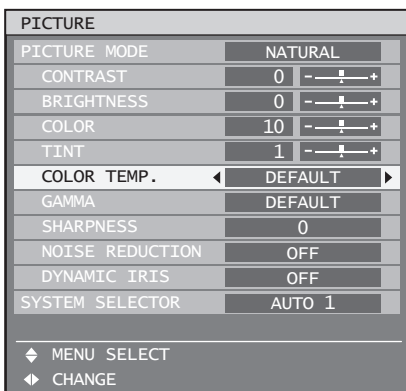 PICTURE
PICTURE MODE NATURAL
CONTRAST 0 - +
BRIGHTNESS 0 - +
COLOR 10 - +
TINT 1 - +
COLOR TEMP. DEFAULT
GAMMA DEFAULT
SHARPNESS 0
NOISE REDUCTION OFF
DYNAMIC IRIS OFF
SYSTEM SELECTOR AUTO 1
MENU SELECT
CHANGE